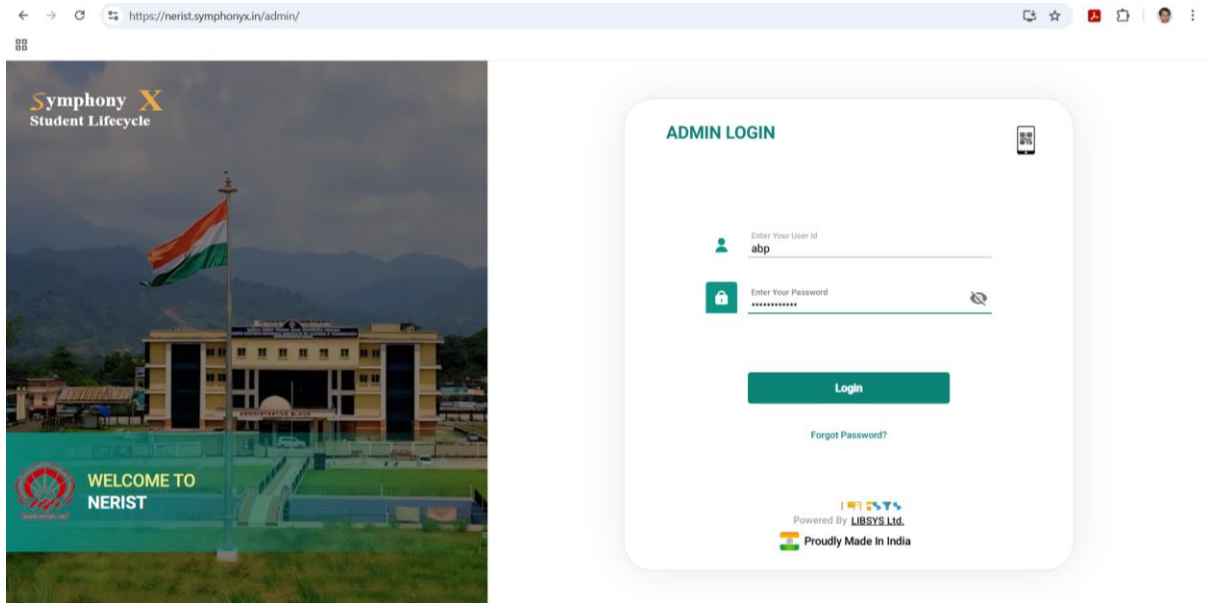 https://nerist.symphonyx.in/admin/
Symphony X
Student Lifecycle
ADMINISTRATIVE BLOCK
WELCOME TO
NERIST
ADMIN LOGIN
Enter Your User Id
abp
Enter Your Password
••••••••••••
Login
Forgot Password?
Powered By LIBSYS Ltd.
Proudly Made In India